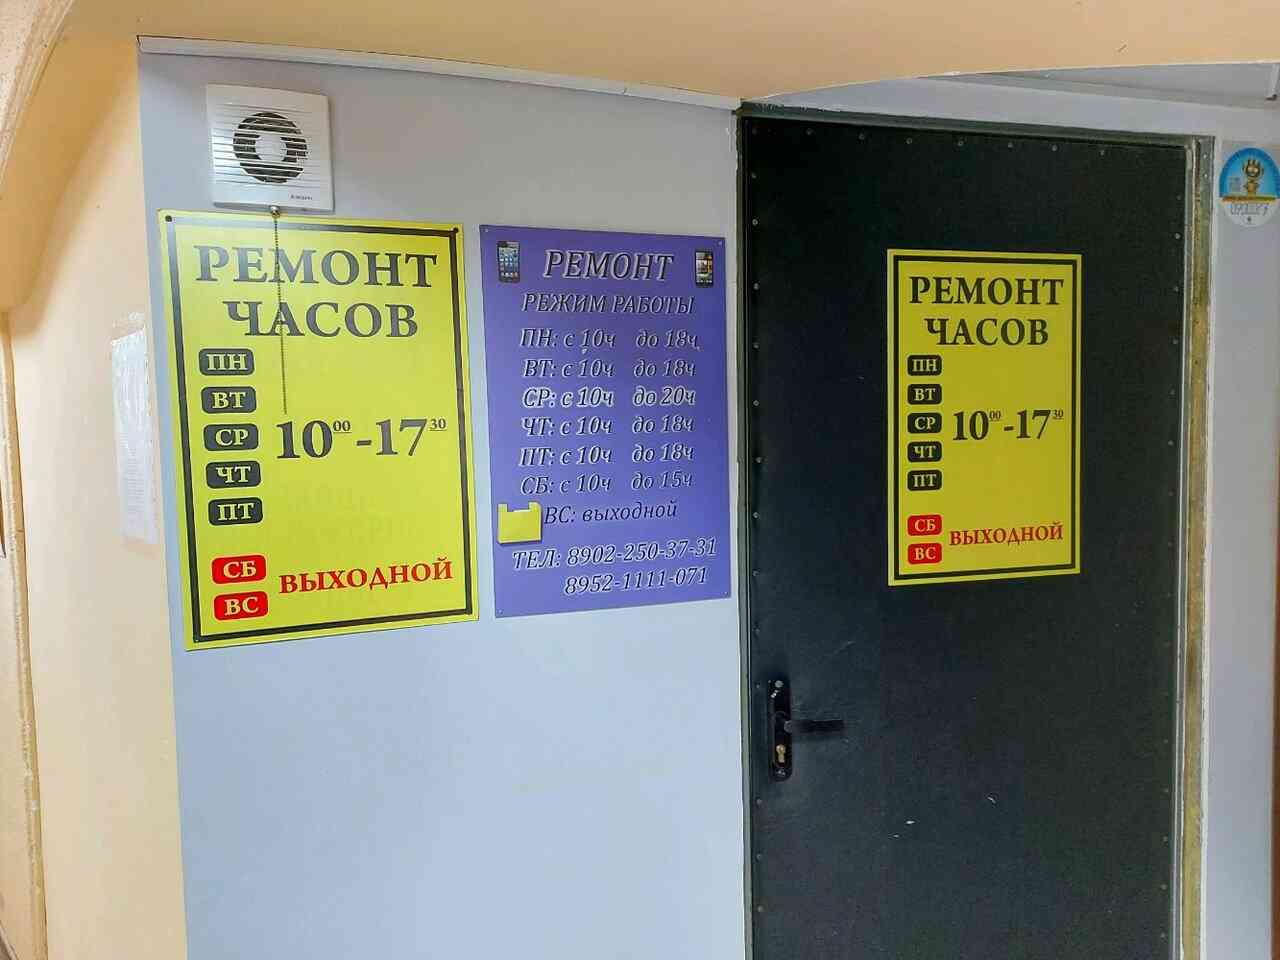 РЕМОНТ
ЧАСОВ
ПН
ВТ
СР
ЧТ
ПТ
10⁰⁰-17³⁰
СБ
ВС
ВЫХОДНОЙ
РЕМОНТ
РЕЖИМ РАБОТЫ
ПН: с 10ч до 18ч
ВТ: с 10ч до 18ч
СР: с 10ч до 20ч
ЧТ: с 10ч до 18ч
ПТ: с 10ч до 18ч
СБ: с 10ч до 15ч
ВС: выходной
ТЕЛ: 8902-250-37-31
8952-1111-071
РЕМОНТ
ЧАСОВ
ПН
ВТ
СР
ЧТ
ПТ
10⁰⁰-17³⁰
СБ
ВС
ВЫХОДНОЙ